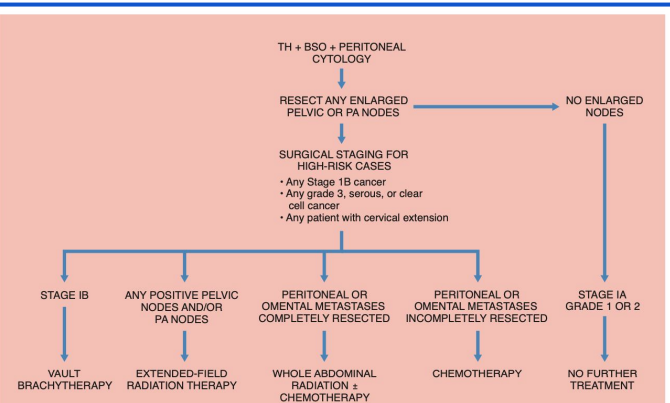 TH + BSO + PERITONEAL
CYTOLOGY
RESECT ANY ENLARGED
PELVIC OR PA NODES
NO ENLARGED
NODES
SURGICAL STAGING FOR
HIGH-RISK CASES
• Any Stage 1B cancer
• Any grade 3, serous, or clear
cell cancer
• Any patient with cervical extension
STAGE IB
ANY POSITIVE PELVIC
NODES AND/OR
PA NODES
PERITONEAL OR
OMENTAL METASTASES
COMPLETELY RESECTED
PERITONEAL OR
OMENTAL METASTASES
INCOMPLETELY RESECTED
STAGE IA
GRADE 1 OR 2
VAULT
BRACHYTHERAPY
EXTENDED-FIELD
RADIATION THERAPY
WHOLE ABDOMINAL
RADIATION ±
CHEMOTHERAPY
CHEMOTHERAPY
NO FURTHER
TREATMENT